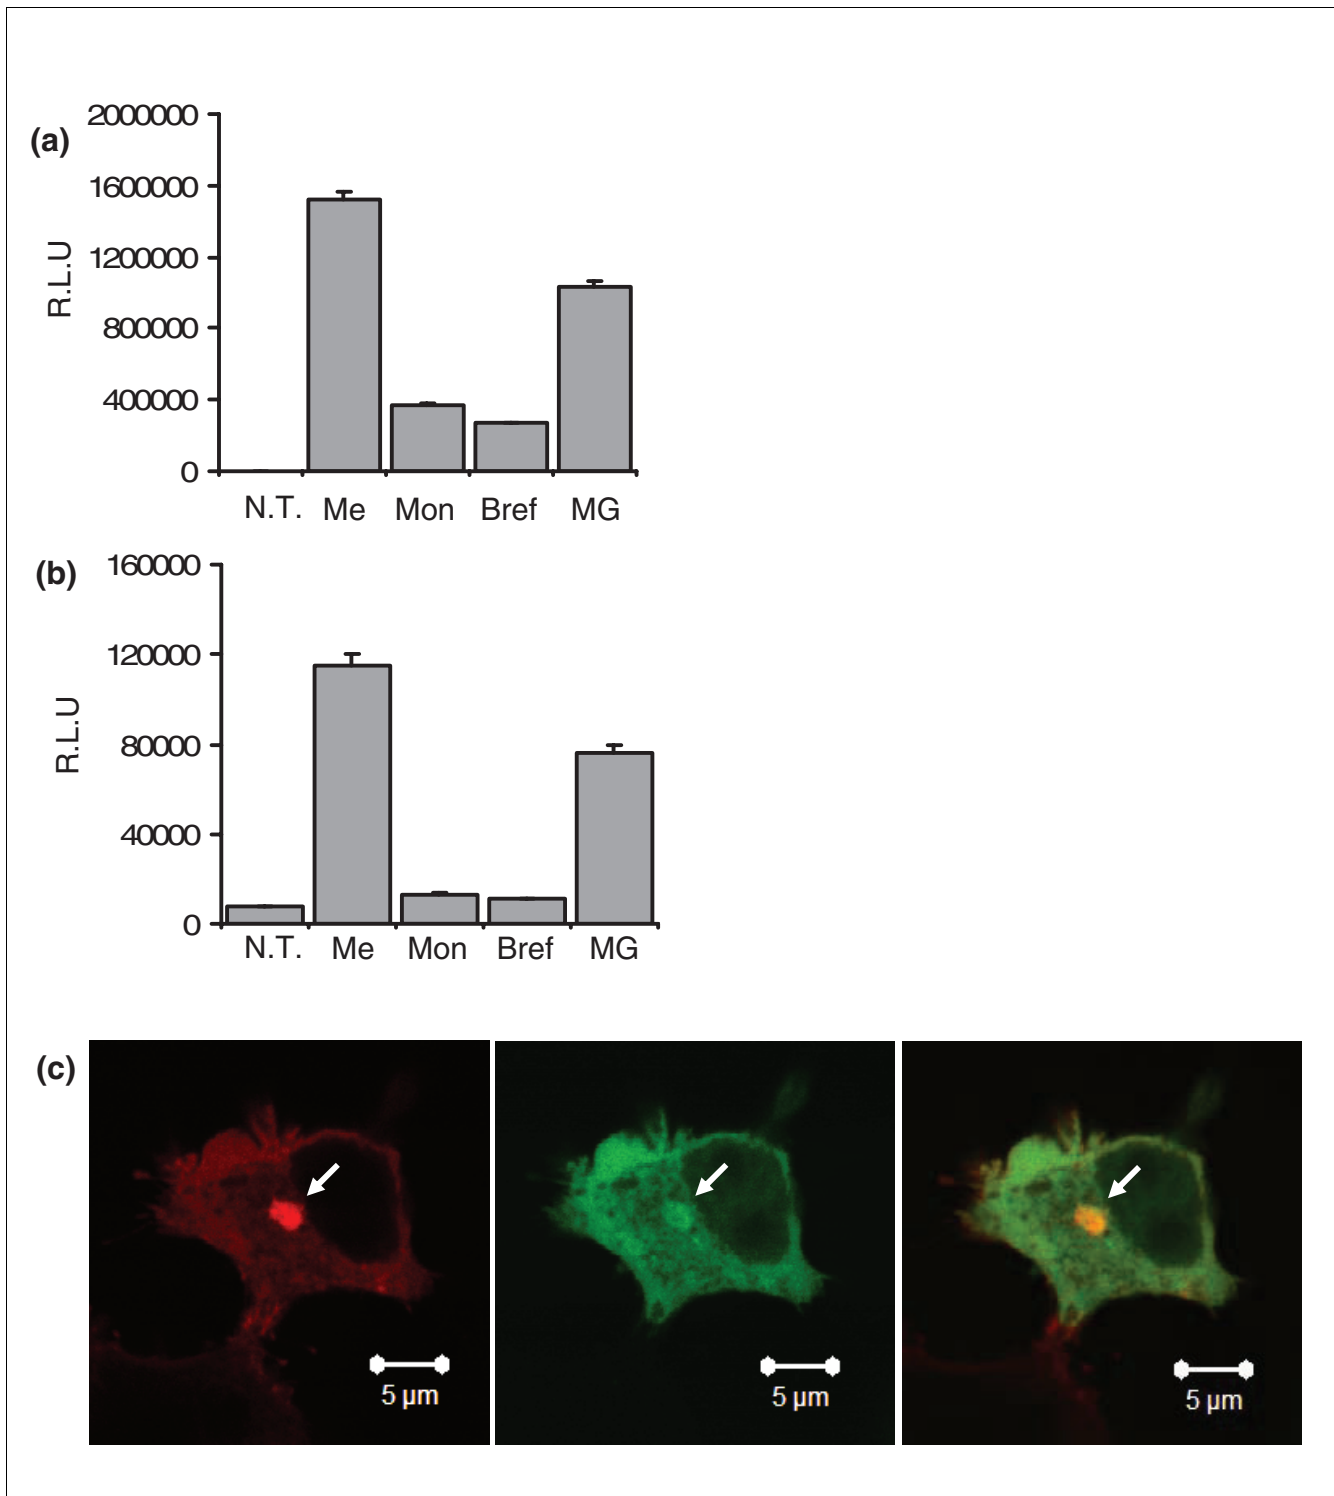 (a)
2000000
1600000
1200000
800000
400000
0
R.L.U
N.T. Me Mon Bref MG
(b)
160000
120000
80000
40000
0
R.L.U
N.T. Me Mon Bref MG
(c)
5 µm 5 µm 5 µm